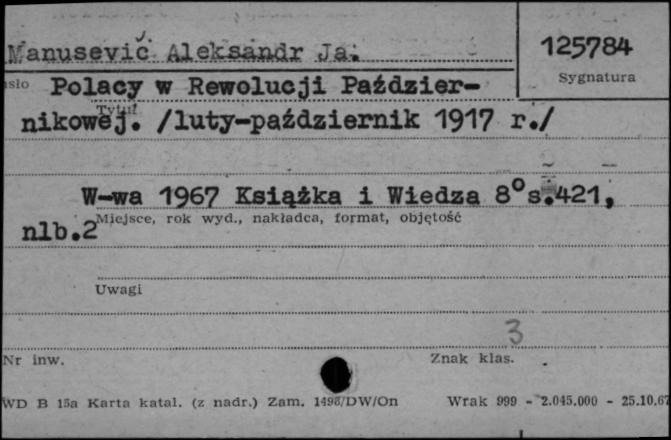 Manusevič Aleksandr Ja.
125784
Sygnatura
Polacy w Rewolucji Paździer-
Tytuł
nikowej. /luty-październik 1917 r./
W-wa 1967 Książka i Wiedza 8° s.421,
Miejsce, rok wyd., nakładca, format, objętość
nlb.2
Uwagi
3
Nr inw.
Znak klas.
WD B 15a Karta katal. (z nadr.) Zam. 1498/DW/On Wrak 999 - 2.045.000 - 25.10.67